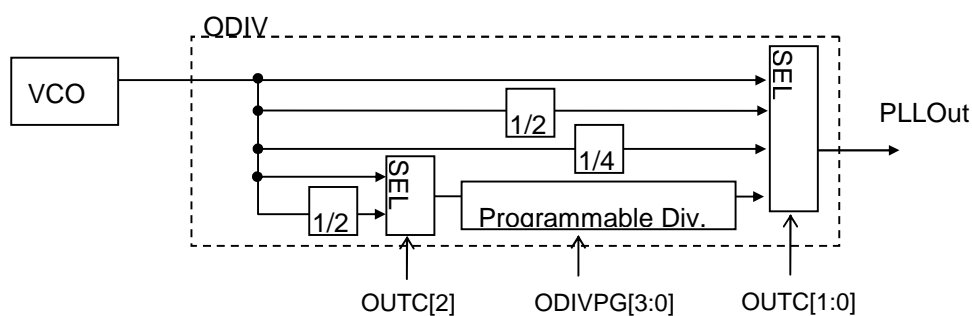 ODIV
VCO
SEL
1/2
PLLOut
1/4
SEL
1/2
Programmable Div.
OUTC[2]
ODIVPG[3:0]
OUTC[1:0]